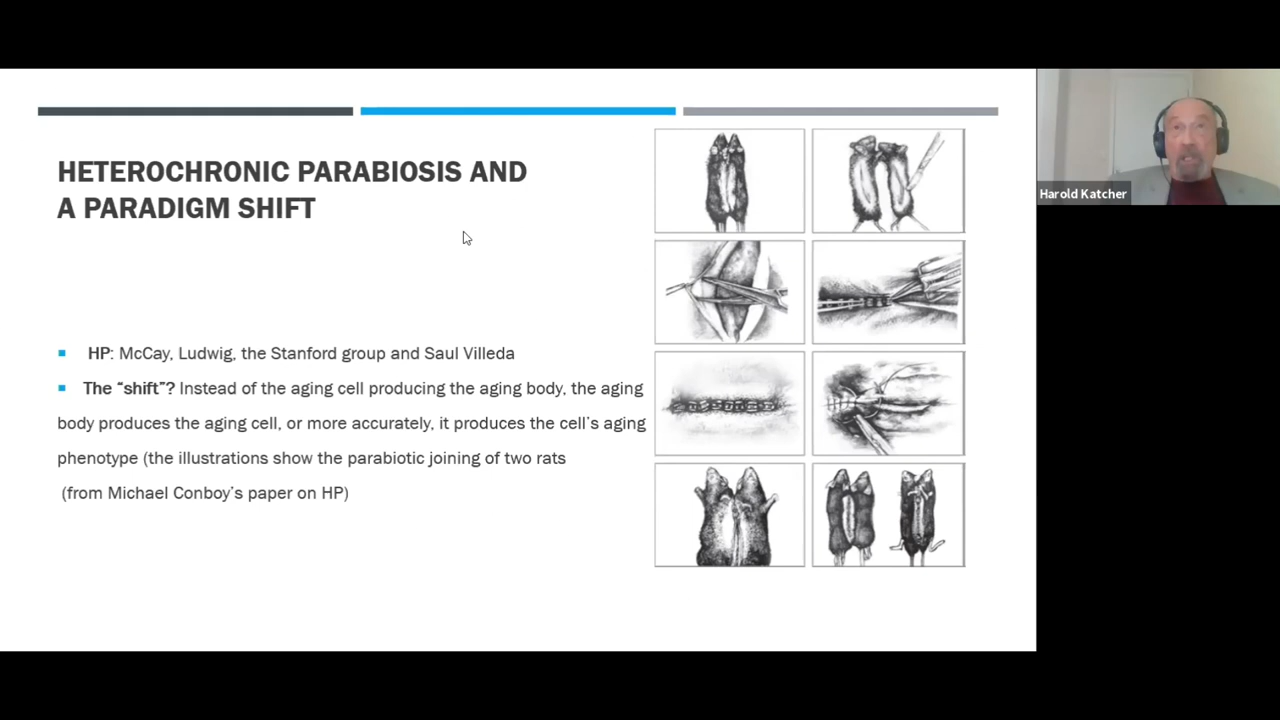 HETEROCHRONIC PARABIOSIS AND
A PARADIGM SHIFT
HP: McCay, Ludwig, the Stanford group and Saul Villeda
The “shift”? Instead of the aging cell producing the aging body, the aging
body produces the aging cell, or more accurately, it produces the cell’s aging
phenotype (the illustrations show the parabiotic joining of two rats
(from Michael Conboy’s paper on HP)
Harold Katcher